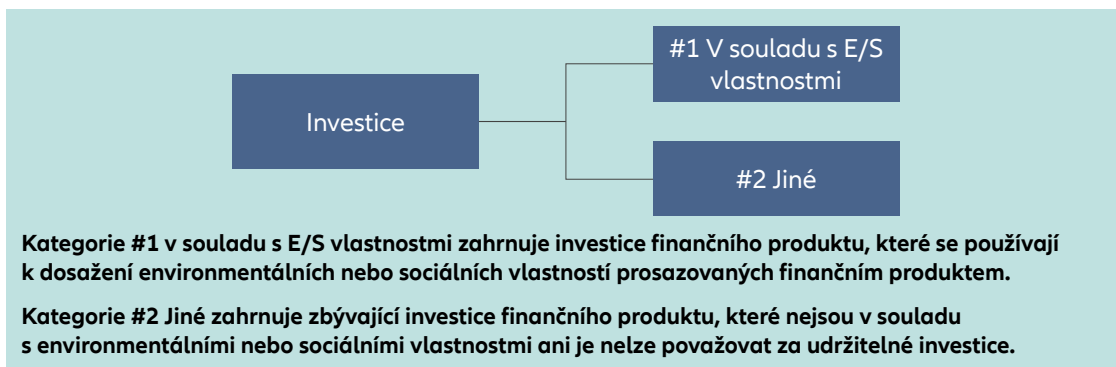 #1 V souladu s E/S
vlastnostmi
Investice
#2 Jiné
Kategorie #1 v souladu s E/S vlastnostmi zahrnuje investice finančního produktu, které se používají
k dosažení environmentálních nebo sociálních vlastností prosazovaných finančním produktem.
Kategorie #2 Jiné zahrnuje zbývající investice finančního produktu, které nejsou v souladu
s environmentálními nebo sociálními vlastnostmi ani je nelze považovat za udržitelné investice.